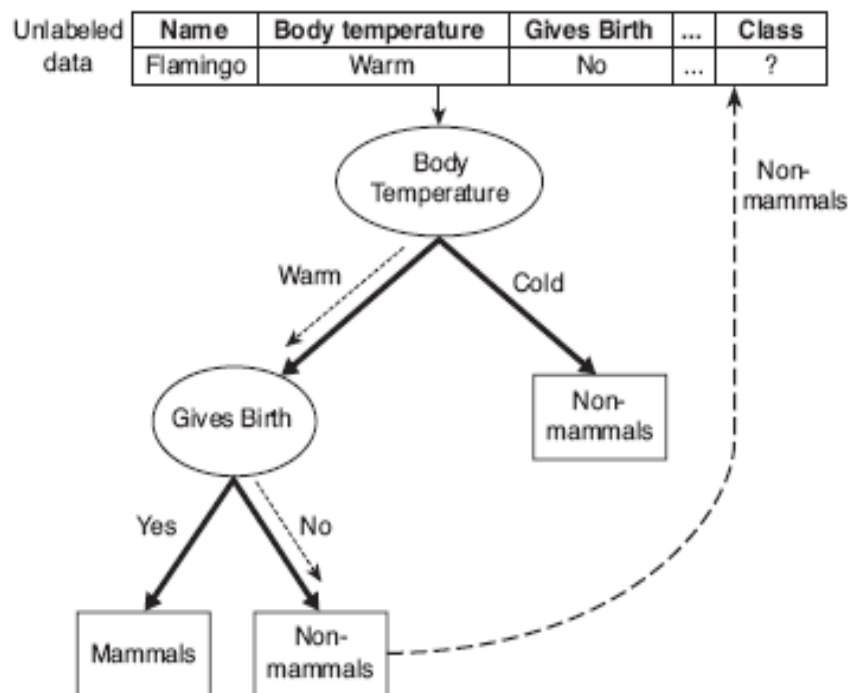 Unlabeled data
Name Body temperature Gives Birth ... Class
Flamingo Warm No ... ?
Body
Temperature
Non-
mammals
Warm
Cold
Gives Birth
Non-
mammals
Yes
No
Mammals
Non-
mammals